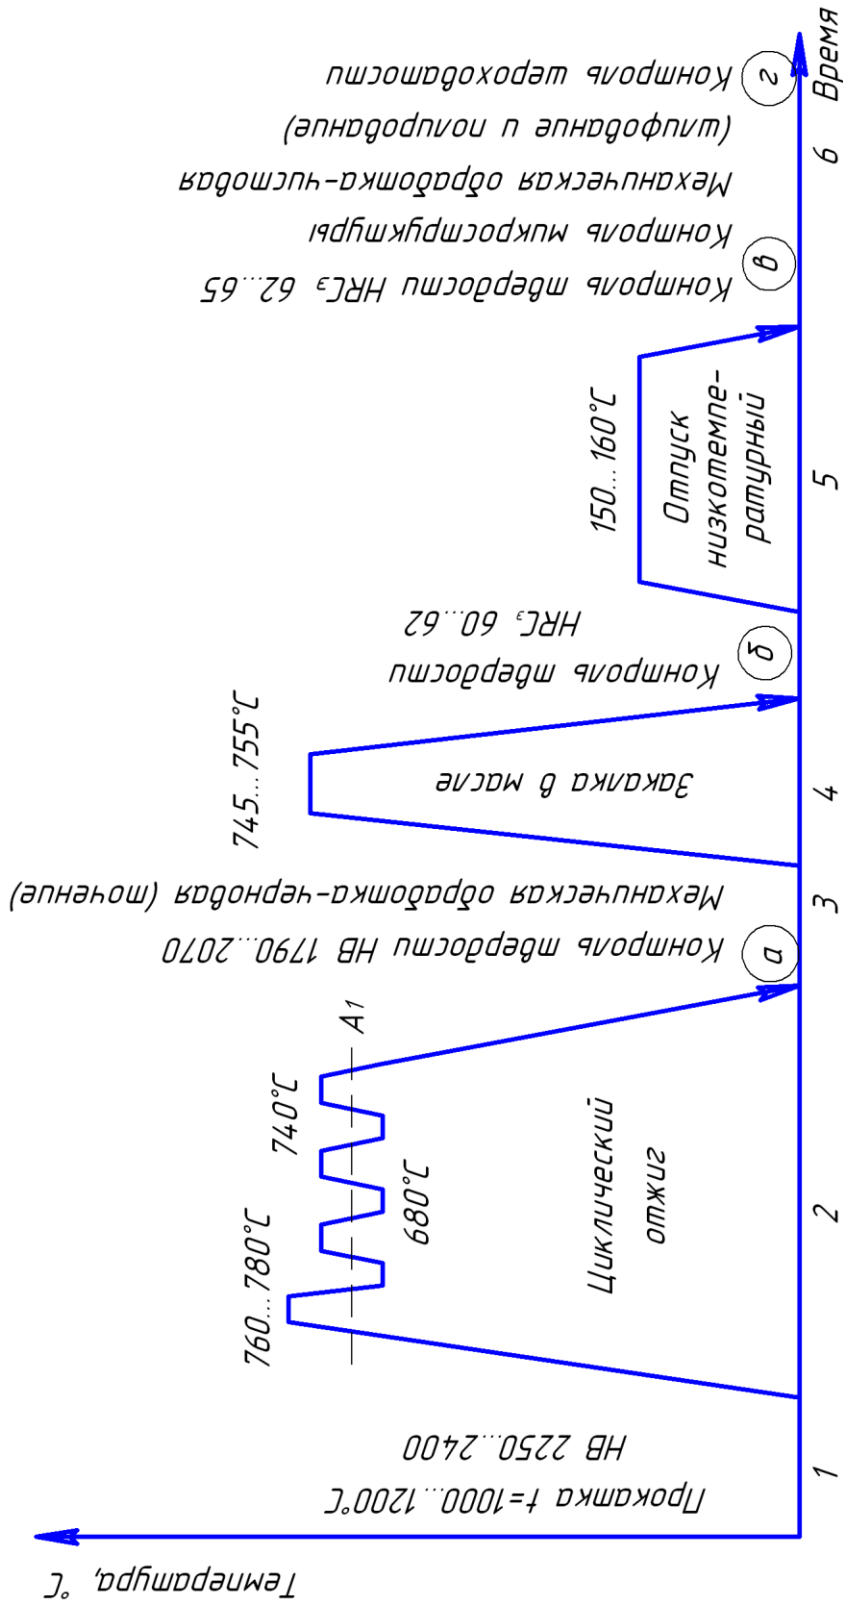 Температура, °С
Прокатка t=1000...1200°С
НВ 2250...2400
1
760...780°С
740°С
680°С
А1
Циклический
отжиг
2
Контроль твердости НВ 1790...2070
а
Механическая обработка-черновая (точение)
3
745...755°С
Закалка в масле
4
Контроль твердости
HRCэ 60...62
б
150...160°С
Отпуск
низкотемпе-
ратурный
5
Контроль твердости HRCэ 62...65
Контроль микроструктуры
в
Механическая обработка-чистовая
(шлифование и полирование)
6
Контроль шероховатости
г
Время